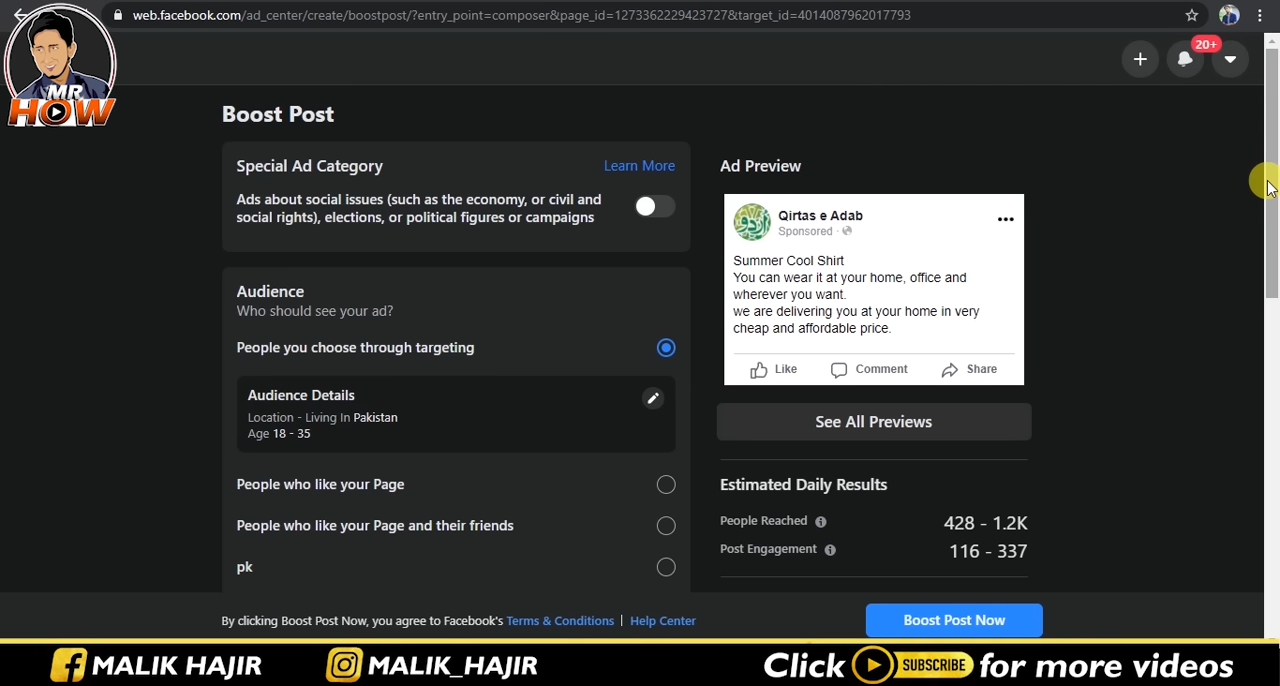 web.facebook.com/ad_center/create/boostpost/?entry_point=composer&page_id=1273362229423727&target_id=4014087962017793
MR
HOW
20+
Boost Post
Special Ad Category
Learn More
Ads about social issues (such as the economy, or civil and
social rights), elections, or political figures or campaigns
Audience
Who should see your ad?
People you choose through targeting
Audience Details
Location - Living In Pakistan
Age 18 - 35
People who like your Page
People who like your Page and their friends
pk
Ad Preview
اردو
Qirtas e Adab
Sponsored ·
Summer Cool Shirt
You can wear it at your home, office and
wherever you want.
we are delivering you at your home in very
cheap and affordable price.
Like
Comment
Share
See All Previews
Estimated Daily Results
People Reached
428 - 1.2K
Post Engagement
116 - 337
By clicking Boost Post Now, you agree to Facebook's Terms & Conditions | Help Center
Boost Post Now
MALIK HAJIR
MALIK_HAJIR
Click SUBSCRIBE for more videos